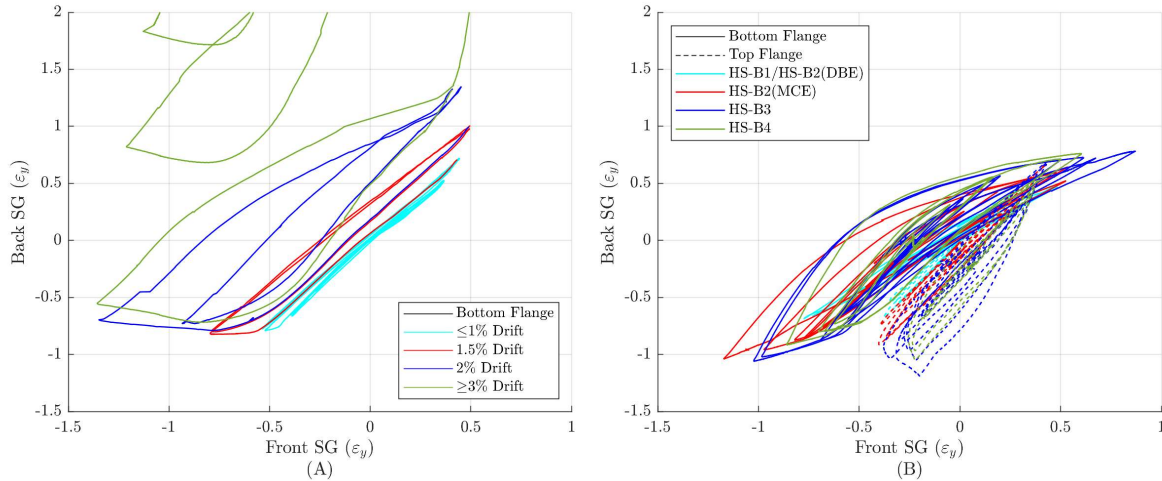 2
1.5
1
0.5
0
-0.5
-1
-1.5
-1.5 -1 -0.5 0 0.5 1
Back SG (εy)
Front SG (εy)
(A)
Bottom Flange
≤1% Drift
1.5% Drift
2% Drift
≥3% Drift
2
1.5
1
0.5
0
-0.5
-1
-1.5
-1.5 -1 -0.5 0 0.5 1
Back SG (εy)
Front SG (εy)
(B)
Bottom Flange
Top Flange
HS-B1/HS-B2(DBE)
HS-B2(MCE)
HS-B3
HS-B4